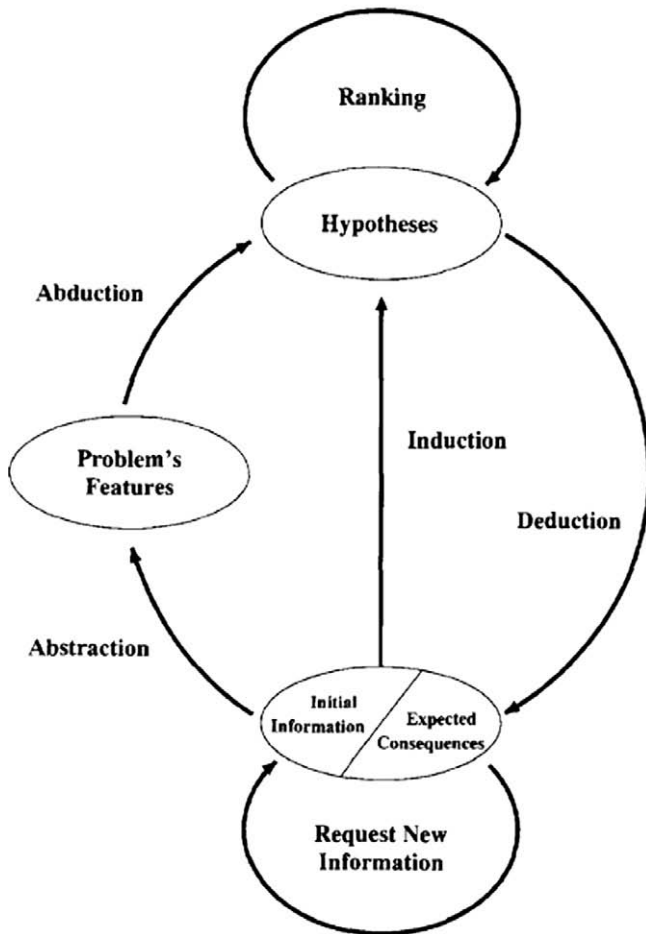 Ranking
Hypotheses
Abduction
Induction
Problem's
Features
Deduction
Abstraction
Initial
Information
Expected
Consequences
Request New
Information